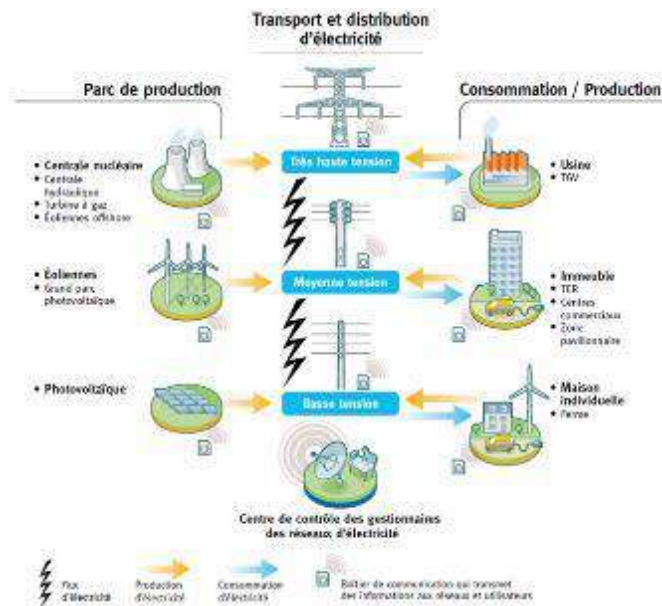 Transport et distribution
d'électricité
Parc de production
Consommation / Production
• Centrale nucléaire
• Centrale
hydraulique
• Turbine à gaz
• Éoliennes offshore
Très haute tension
• Usine
• TGV
• Éoliennes
• Grand parc
photovoltaïque
Moyenne tension
• Immeuble
• TER
• Centres
commerciaux
• Zone
pavillonnaire
• Photovoltaïque
Basse tension
• Maison
individuelle
• Ferme
Centre de contrôle des gestionnaires
des réseaux d'électricité
Flux
d'électricité
Production
d'électricité
Consommation
d'électricité
Boîtier de communication qui transmet
des informations aux réseaux et utilisateurs